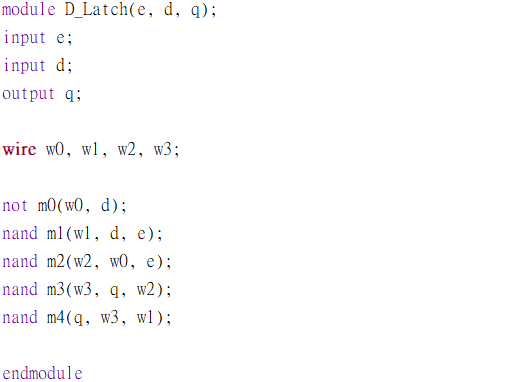 module D_Latch(e, d, q);
input e;
input d;
output q;
wire w0, w1, w2, w3;
not m0(w0, d);
nand m1(w1, d, e);
nand m2(w2, w0, e);
nand m3(w3, q, w2);
nand m4(q, w3, w1);
endmodule